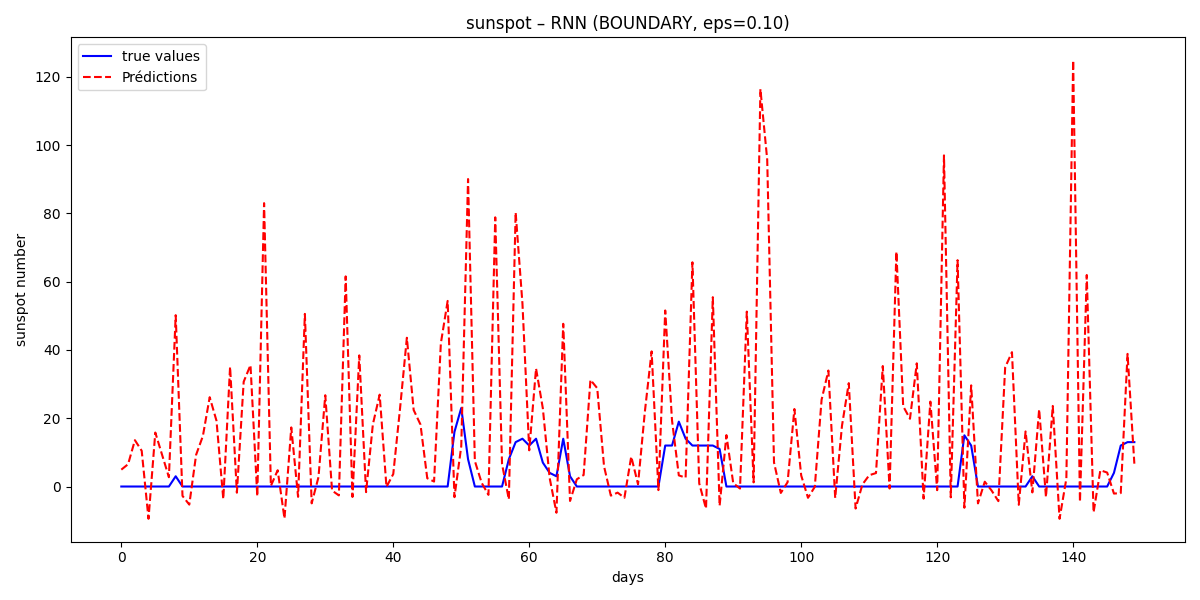 sunspot – RNN (BOUNDARY, eps=0.10)
true values
Prédictions
sunspot number
120
100
80
60
40
20
0
0 20 40 60 80 100 120 140
days